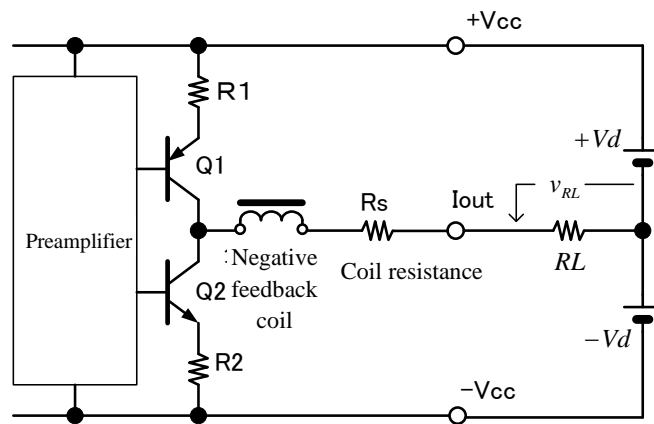 +Vcc
R1
Q1
+Vd
v_RL
Rs
Iout
Preamplifier
RL
Negative
feedback
coil
Coil resistance
Q2
-Vd
R2
-Vcc